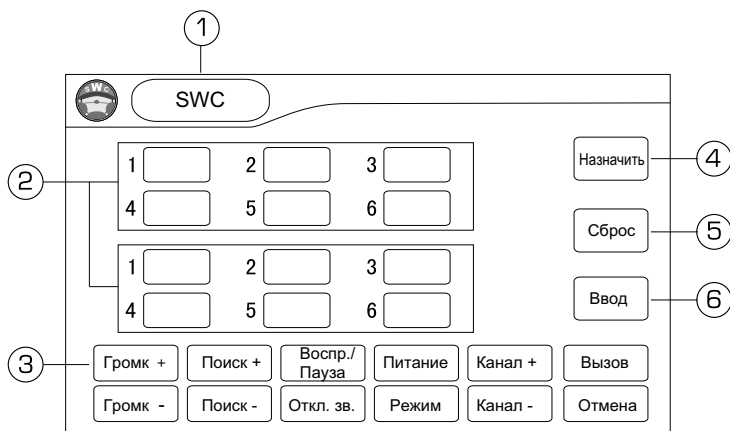 1
SWC
SWC
1 2 3
Назначить
4
2
4 5 6
Сброс
5
1 2 3
Ввод
6
4 5 6
3
Громк + Поиск + Воспр./ Питание Канал + Вызов
Пауза
Громк - Поиск - Откл. зв. Режим Канал - Отмена